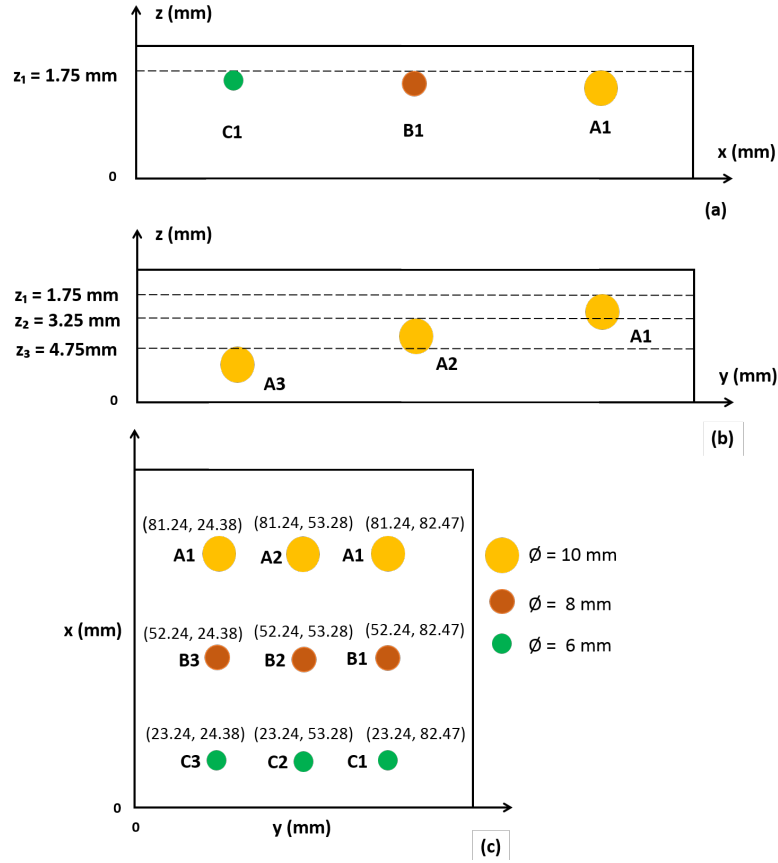 z (mm)
z₁ = 1.75 mm
C1
B1
A1
x (mm)
0
(a)
z (mm)
z₁ = 1.75 mm
z₂ = 3.25 mm
z₃ = 4.75mm
A1
A2
A3
y (mm)
0
(b)
(81.24, 24.38) (81.24, 53.28) (81.24, 82.47)
A1 A2 A1
Ø = 10 mm
Ø = 8 mm
x (mm)
(52.24, 24.38) (52.24, 53.28) (52.24, 82.47)
B3 B2 B1
Ø = 6 mm
(23.24, 24.38) (23.24, 53.28) (23.24, 82.47)
C3 C2 C1
0
0
y (mm)
(c)